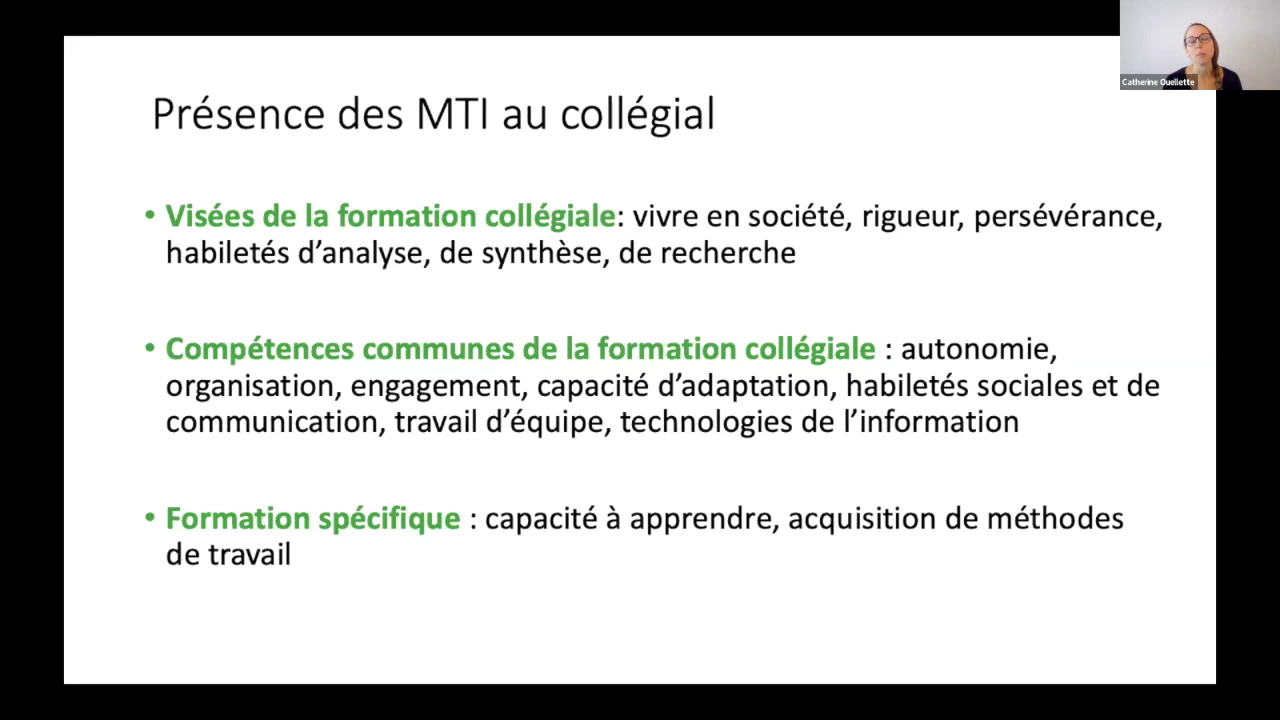 Catherine Ouellette
Présence des MTI au collégial
• Visées de la formation collégiale: vivre en société, rigueur, persévérance,
habiletés d’analyse, de synthèse, de recherche
• Compétences communes de la formation collégiale : autonomie,
organisation, engagement, capacité d’adaptation, habiletés sociales et de
communication, travail d’équipe, technologies de l’information
• Formation spécifique : capacité à apprendre, acquisition de méthodes
de travail